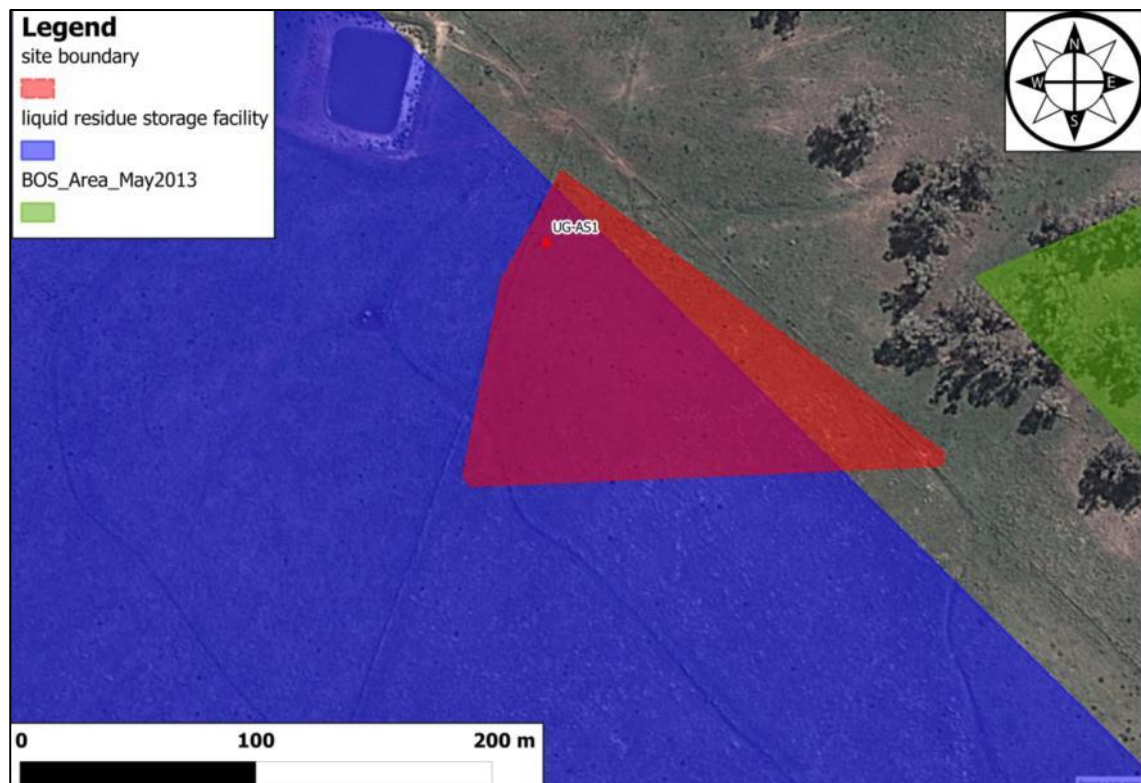 Legend
site boundary
liquid residue storage facility
BOS_Area_May2013
N
W E
S
UG-AS1
0 100 200 m